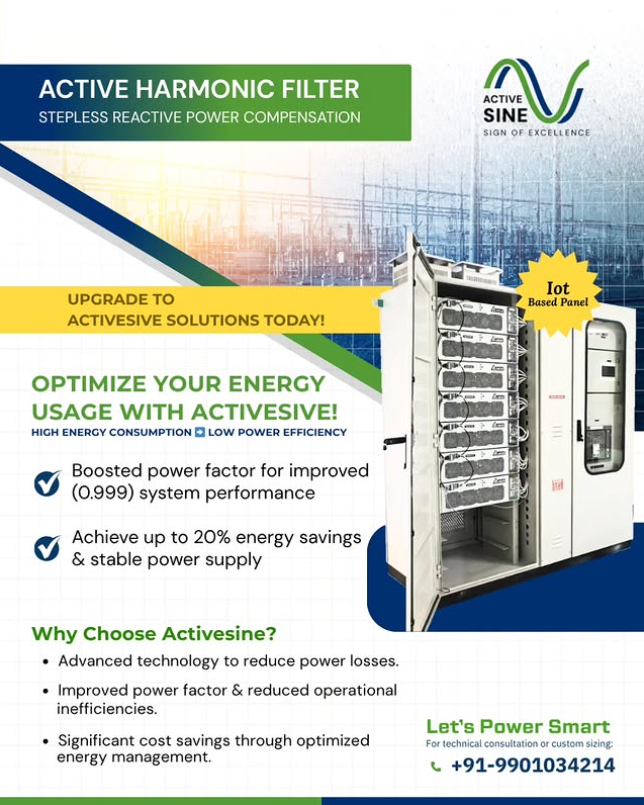 ACTIVE HARMONIC FILTER
STEPLESS REACTIVE POWER COMPENSATION
ACTIVE
SINE
SIGN OF EXCELLENCE
UPGRADE TO
ACTIVESIVE SOLUTIONS TODAY!
Iot
Based Panel
OPTIMIZE YOUR ENERGY
USAGE WITH ACTIVESIVE!
HIGH ENERGY CONSUMPTION ➡ LOW POWER EFFICIENCY
Boosted power factor for improved
(0.999) system performance
Achieve up to 20% energy savings
& stable power supply
Why Choose Activesine?
• Advanced technology to reduce power losses.
• Improved power factor & reduced operational
inefficiencies.
• Significant cost savings through optimized
energy management.
Let's Power Smart
For technical consultation or custom sizing:
+91-9901034214